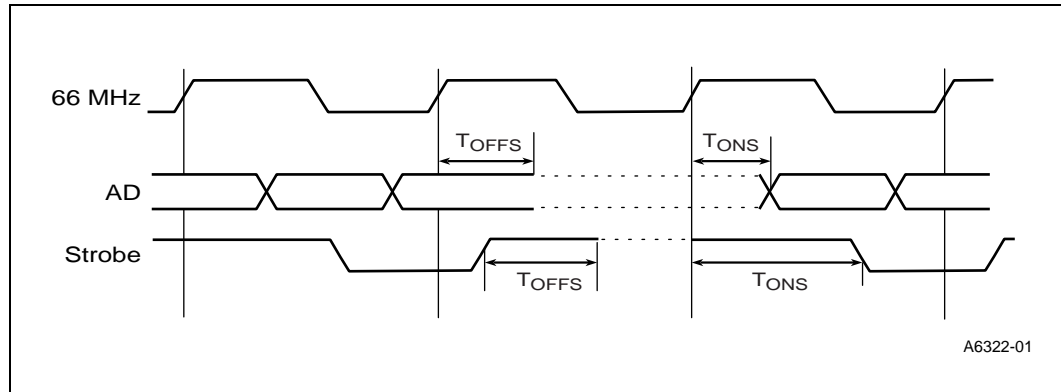 66 MHz
TOFFS
TONS
AD
Strobe
TOFFS
TONS
A6322-01